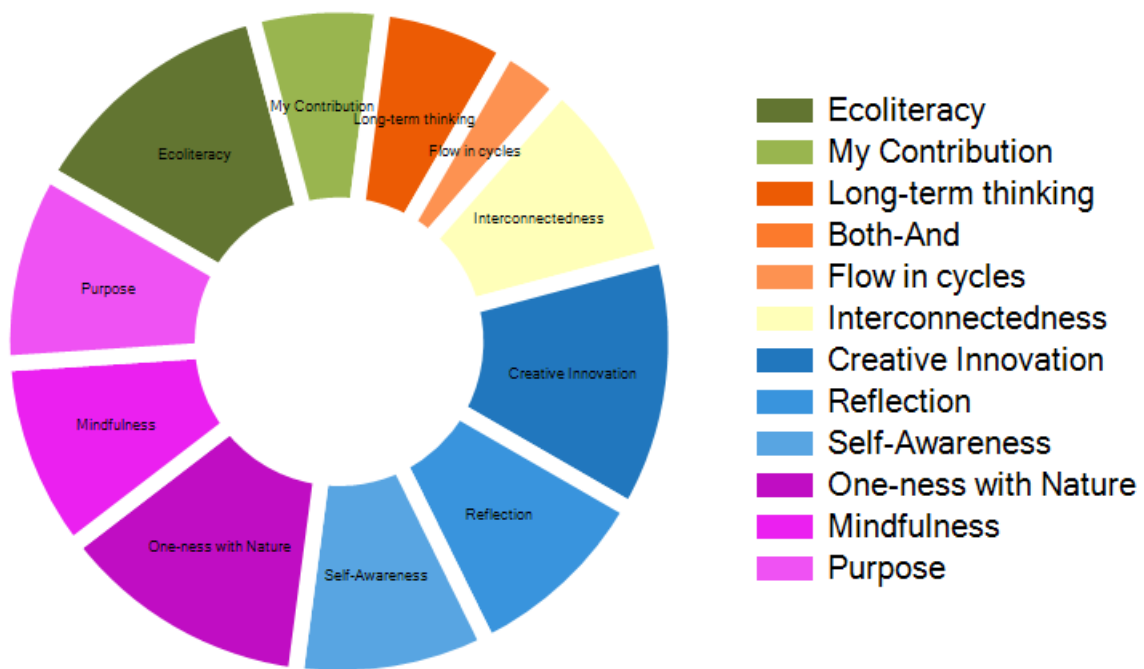 My Contribution
Long-term thinking
Flow in cycles
Ecoliteracy
Interconnectedness
Purpose
Creative Innovation
Mindfulness
Reflection
One-ness with Nature
Self-Awareness
Ecoliteracy
My Contribution
Long-term thinking
Both-And
Flow in cycles
Interconnectedness
Creative Innovation
Reflection
Self-Awareness
One-ness with Nature
Mindfulness
Purpose